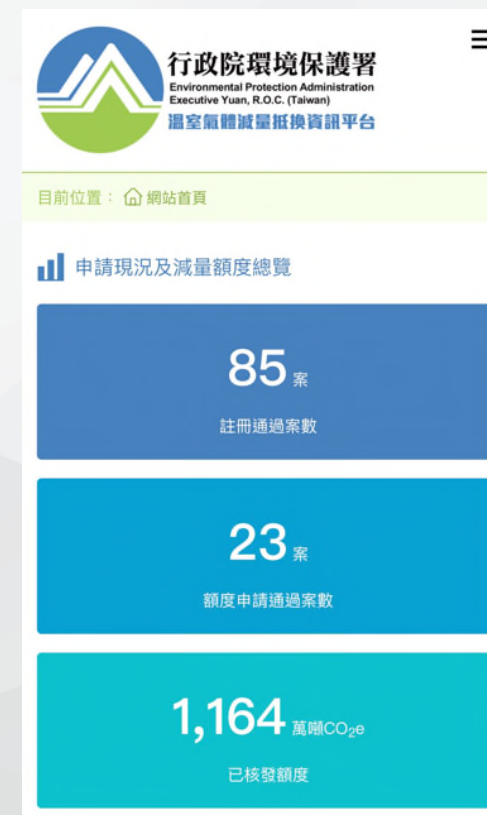 行政院環境保護署
Environmental Protection Administration
Executive Yuan, R.O.C. (Taiwan)
溫室氣體減量抵換資訊平台
目前位置： 網站首頁
申請現況及減量額度總覽
85 案
註冊通過案數
23 案
額度申請通過案數
1,164 萬噸CO₂e
已核發額度